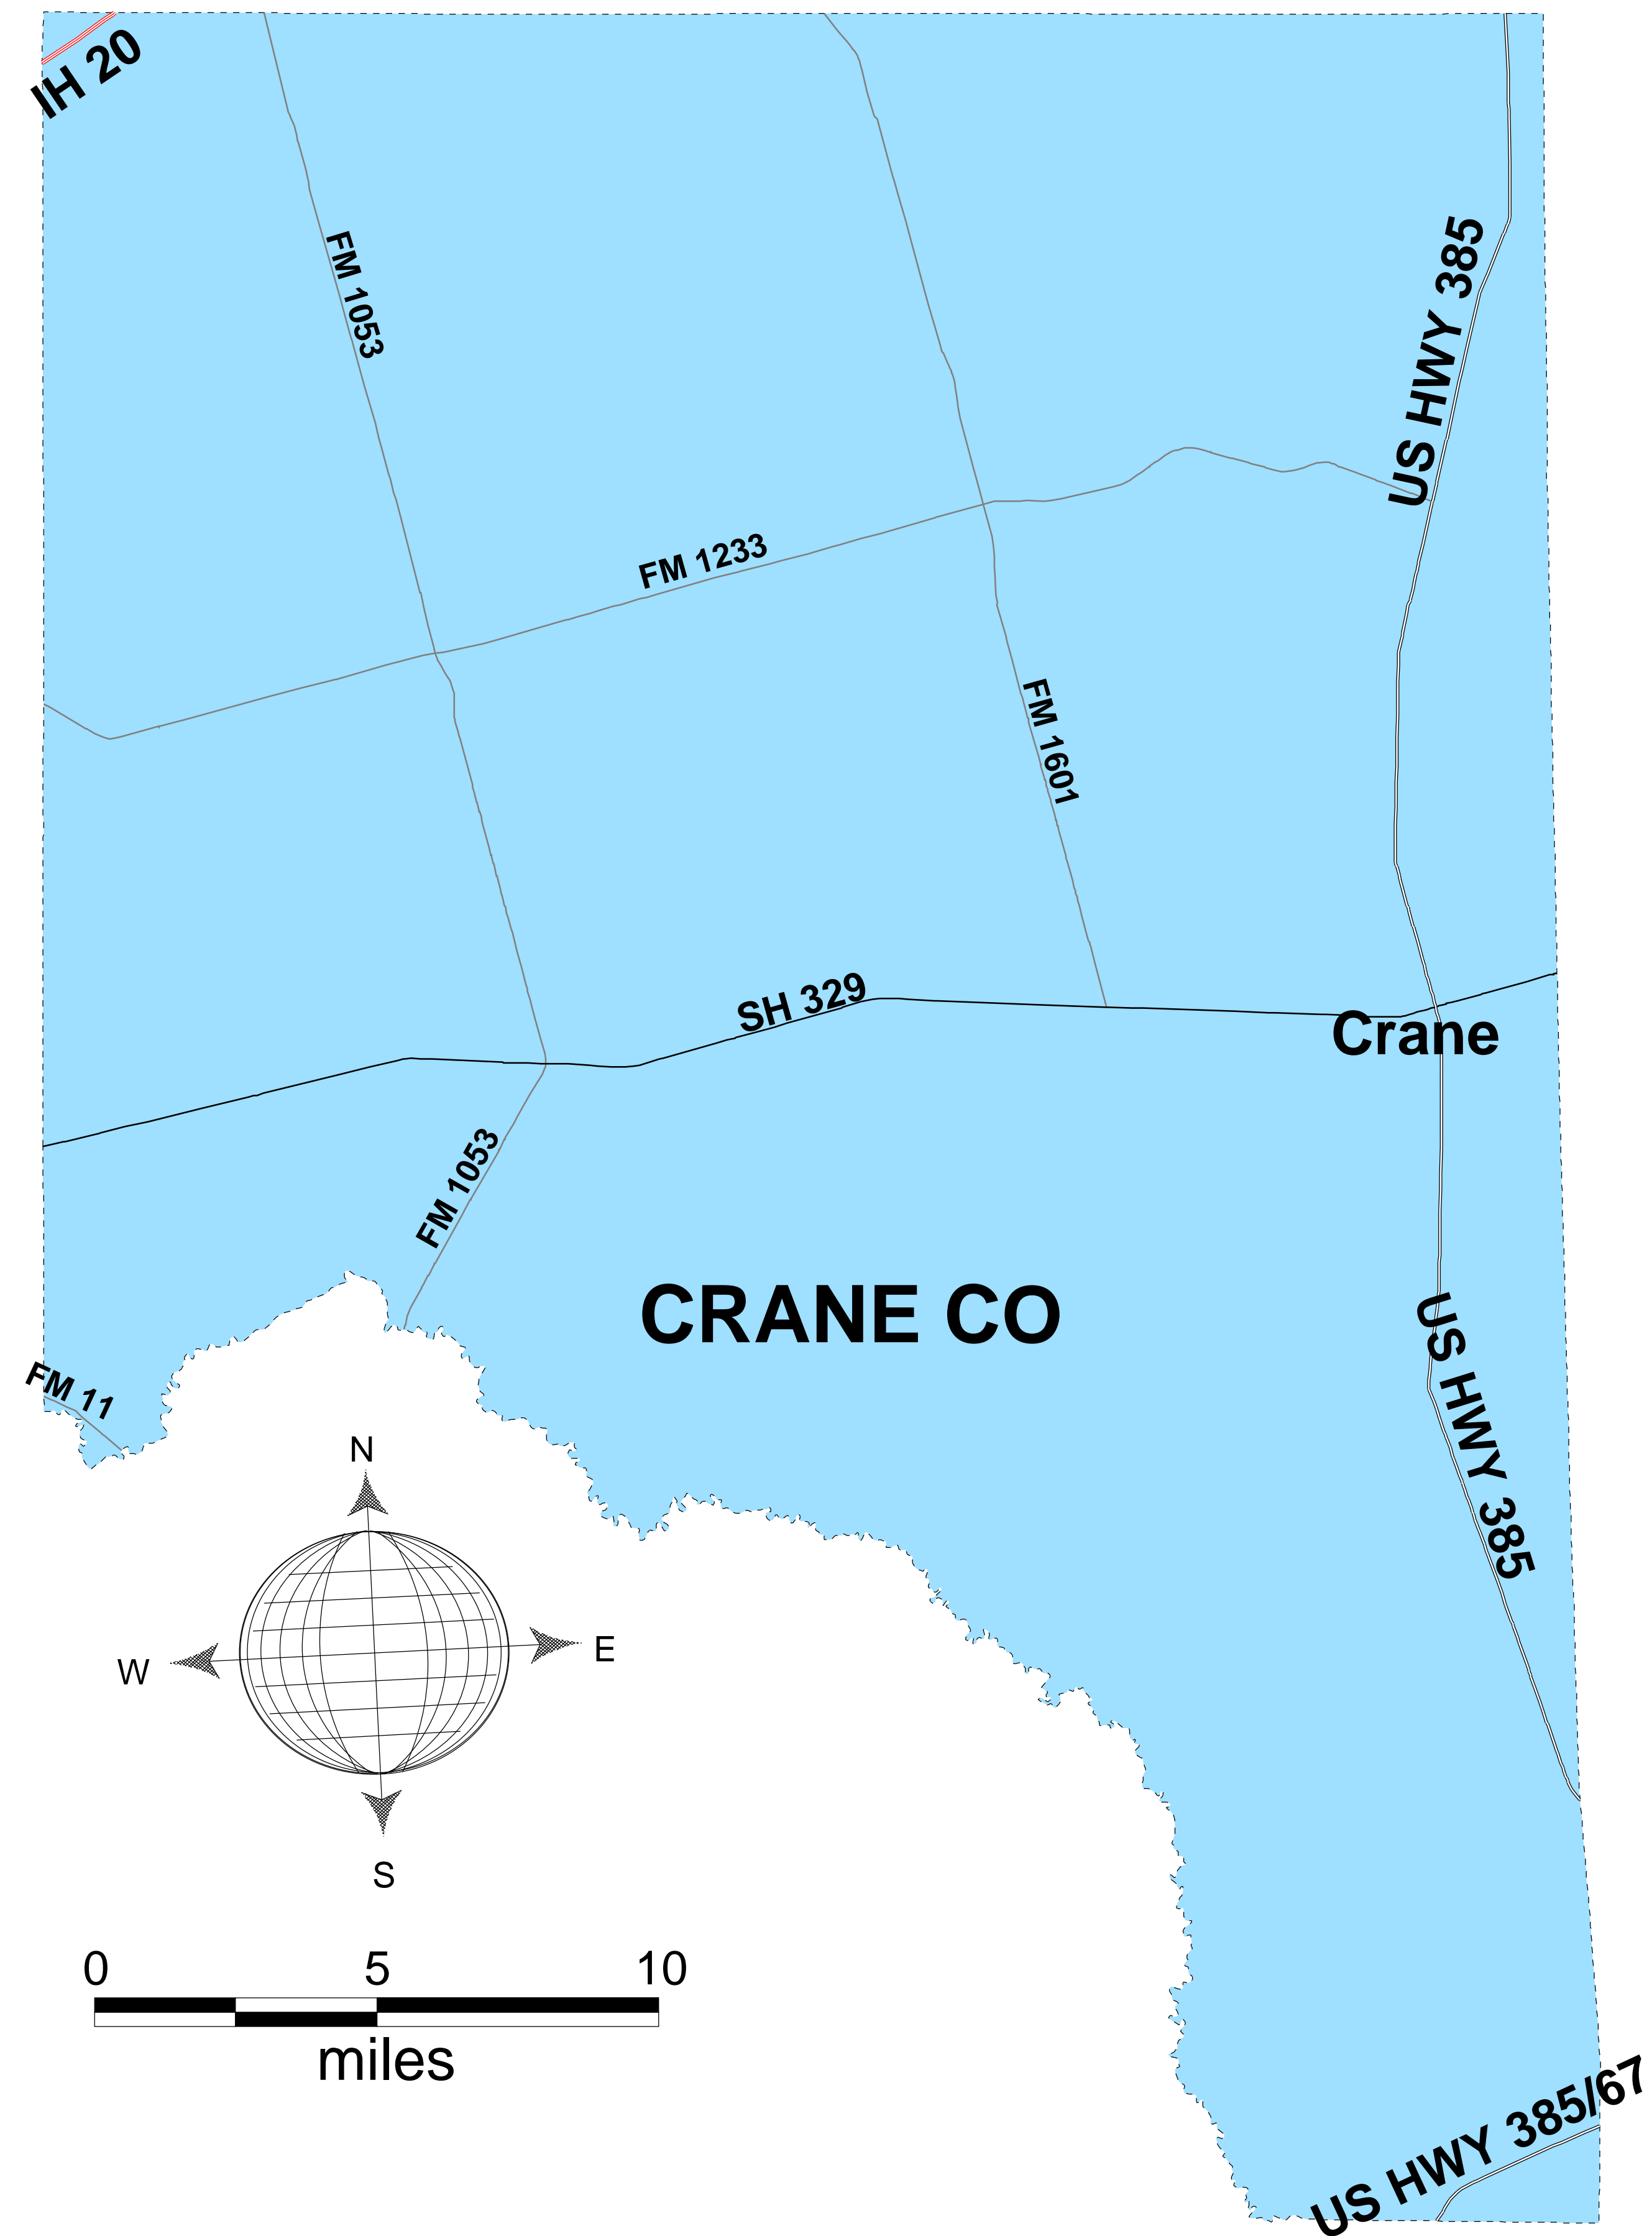 IH 20
FM 1053
US HWY 385
FM 1233
FM 1601
SH 329
Crane
FM 1053
CRANE CO
US HWY 385
FM 11
N
W
E
S
0 5 10
miles
US HWY 385/67